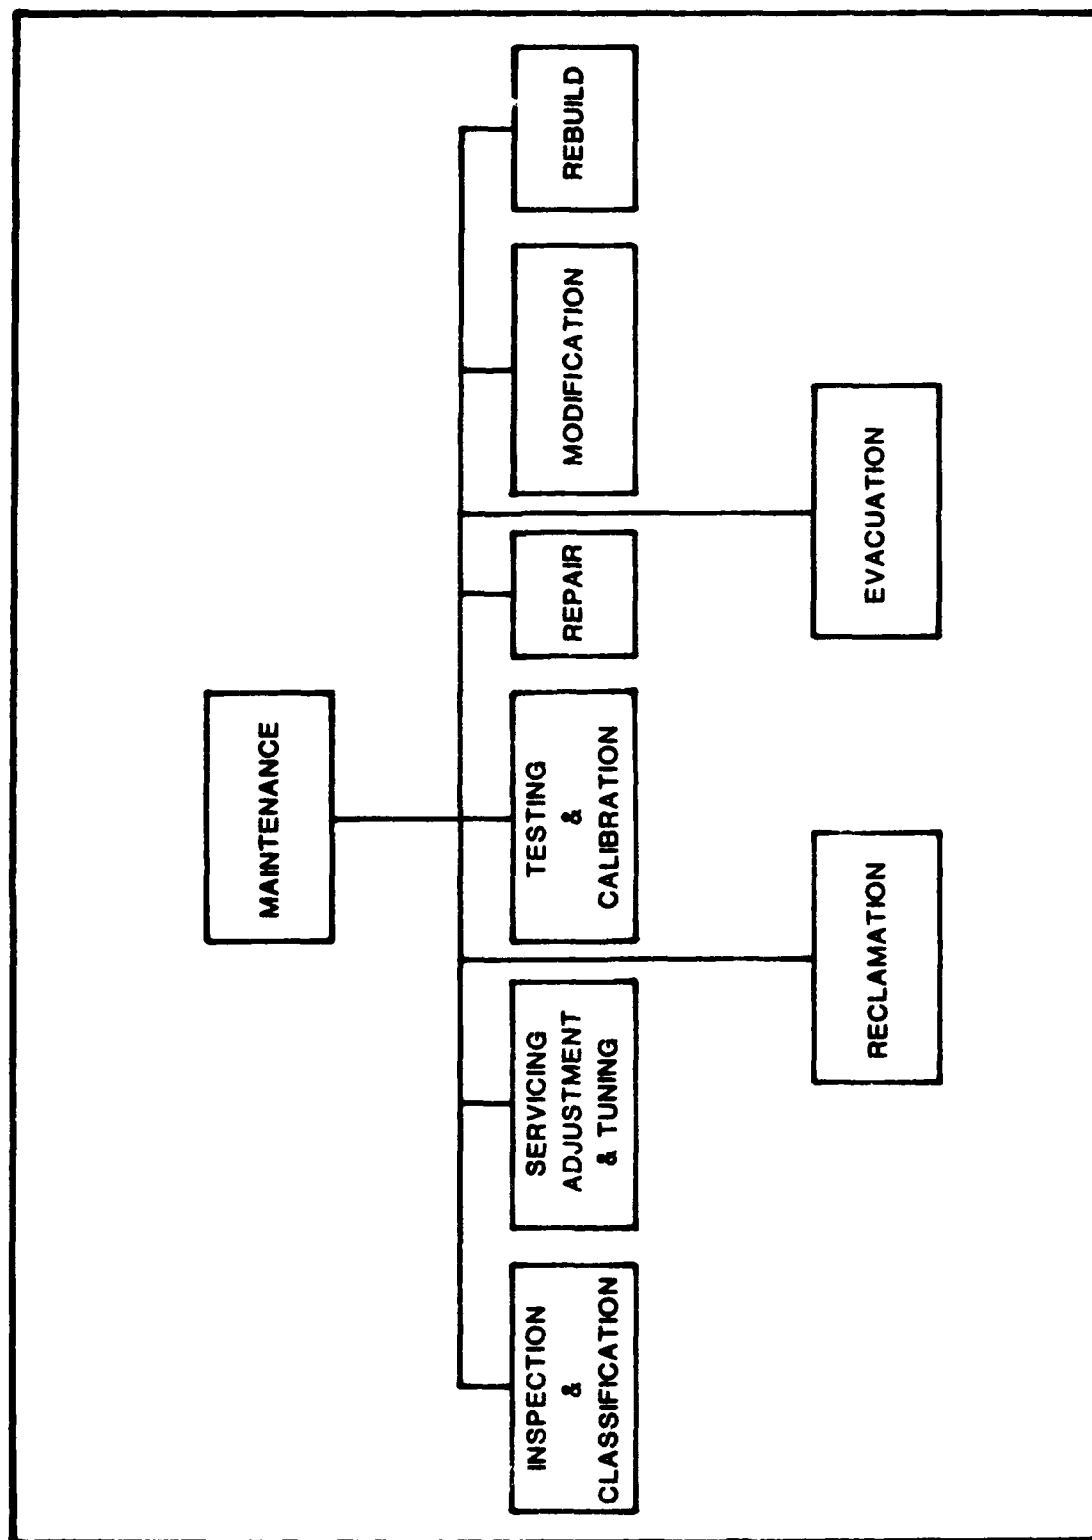 MAINTENANCE
INSPECTION
&
CLASSIFICATION
SERVICING
ADJUSTMENT
& TUNING
TESTING
&
CALIBRATION
REPAIR
MODIFICATION
REBUILD
RECLAMATION
EVACUATION